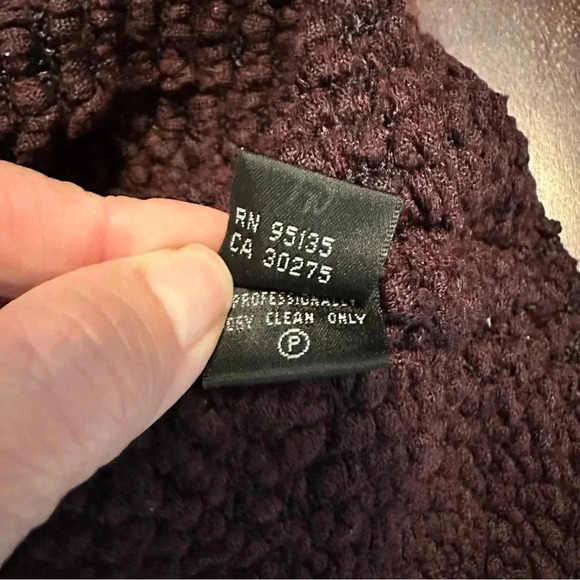 RN 95135
CA 30275
PROFESSIONALLY
DRY CLEAN ONLY
P